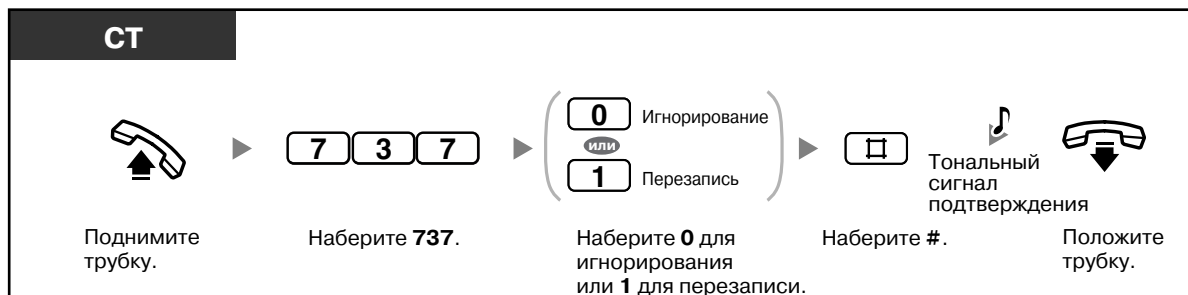 СТ
7 3 7
0 Игнорирование
или
1 Перезапись
#
Тональный
сигнал
подтверждения
Поднимите
трубку.
Наберите 737.
Наберите 0 для
игнорирования
или 1 для перезаписи.
Наберите #.
Положите
трубку.